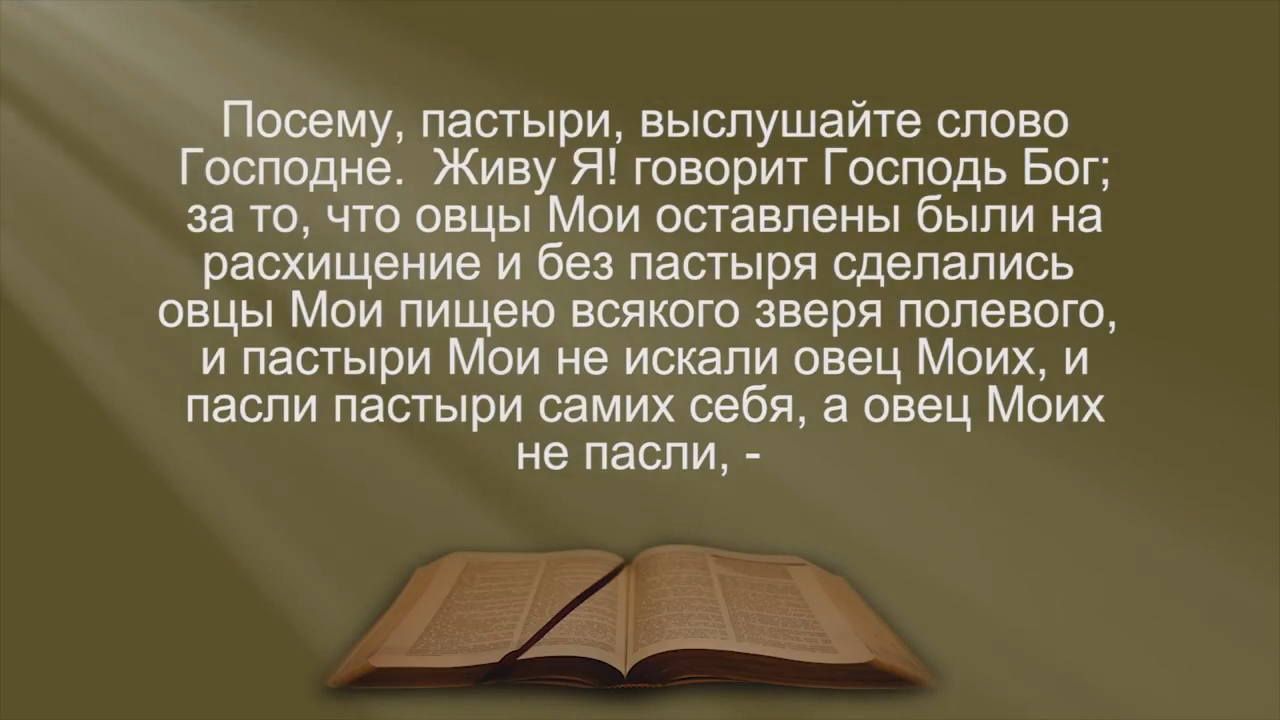 Посему, пастыри, выслушайте слово
Господне.  Живу Я! говорит Господь Бог;
за то, что овцы Мои оставлены были на
расхищение и без пастыря сделались
овцы Мои пищею всякого зверя полевого,
и пастыри Мои не искали овец Моих, и
пасли пастыри самих себя, а овец Моих
не пасли, -